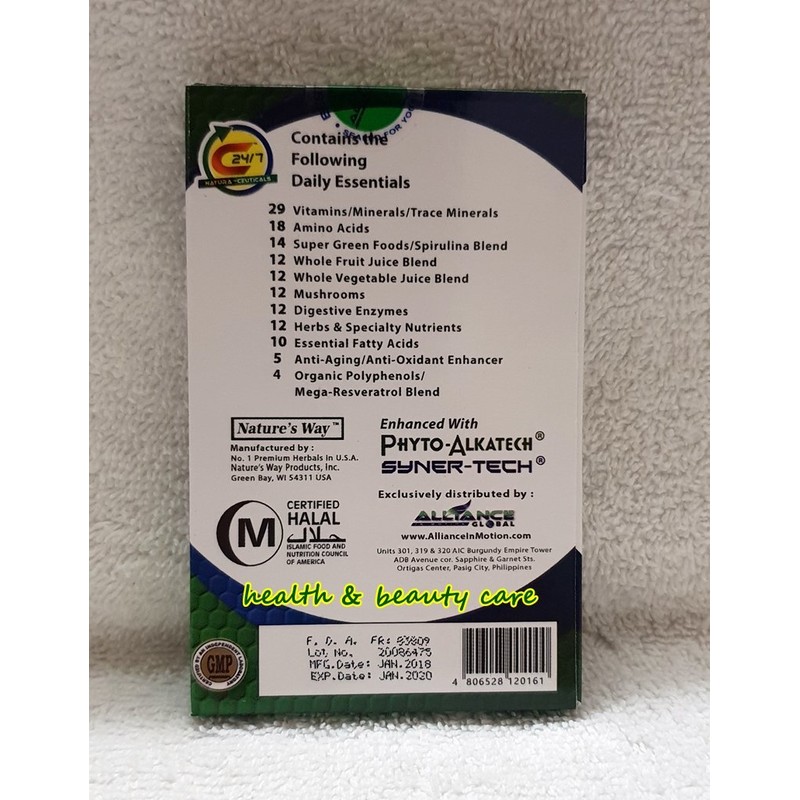 SEALED FOR YOU
C 24/7
NATURA-CEUTICALS
Contains the
Following
Daily Essentials
29 Vitamins/Minerals/Trace Minerals
18 Amino Acids
14 Super Green Foods/Spirulina Blend
12 Whole Fruit Juice Blend
12 Whole Vegetable Juice Blend
12 Mushrooms
12 Digestive Enzymes
12 Herbs & Specialty Nutrients
10 Essential Fatty Acids
5 Anti-Aging/Anti-Oxidant Enhancer
4 Organic Polyphenols/
Mega-Resveratrol Blend
Nature's Way™
Manufactured by :
No. 1 Premium Herbals in U.S.A.
Nature's Way Products, Inc.
Green Bay, WI 54311 USA
Enhanced With
PHYTO-ALKATECH®
SYNER-TECH®
Exclusively distributed by :
ALLIANCE
GLOBAL
www.AllianceInMotion.com
Units 301, 319 & 320 AIC Burgundy Empire Tower
ADB Avenue cor. Sapphire & Garnet Sts.
Ortigas Center, Pasig City, Philippines
M
CERTIFIED
HALAL
حلال
ISLAMIC FOOD AND
NUTRITION COUNCIL
OF AMERICA
health & beauty care
GMP
F. D. A. FR: 93809
Lot No. 20086475
MFG.Date: JAN.2018
EXP.Date: JAN.2020
4 806528 120161